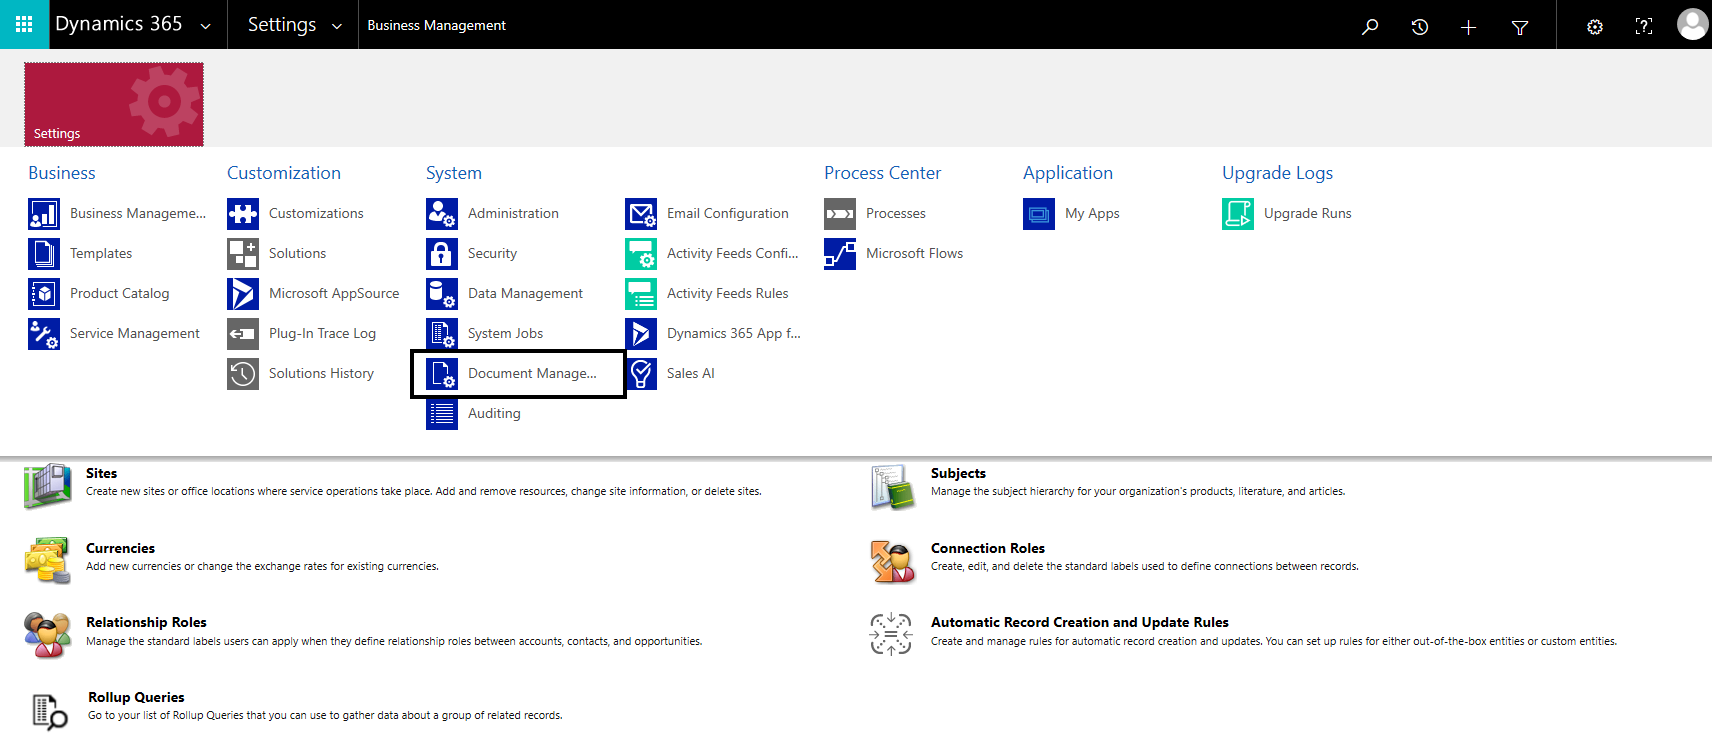 Dynamics 365
Settings
Business Management
Settings
Business
Business Manageme...
Templates
Product Catalog
Service Management
Customization
Customizations
Solutions
Microsoft AppSource
Plug-In Trace Log
Solutions History
System
Administration
Security
Data Management
System Jobs
Document Manage...
Auditing
Email Configuration
Activity Feeds Confi...
Activity Feeds Rules
Dynamics 365 App f...
Sales AI
Process Center
Processes
Microsoft Flows
Application
My Apps
Upgrade Logs
Upgrade Runs
Sites
Create new sites or office locations where service operations take place. Add and remove resources, change site information, or delete sites.
Subjects
Manage the subject hierarchy for your organization's products, literature, and articles.
Currencies
Add new currencies or change the exchange rates for existing currencies.
Connection Roles
Create, edit, and delete the standard labels used to define connections between records.
Relationship Roles
Manage the standard labels users can apply when they define relationship roles between accounts, contacts, and opportunities.
Automatic Record Creation and Update Rules
Create and manage rules for automatic record creation and updates. You can set up rules for either out-of-the-box entities or custom entities.
Rollup Queries
Go to your list of Rollup Queries that you can use to gather data about a group of related records.